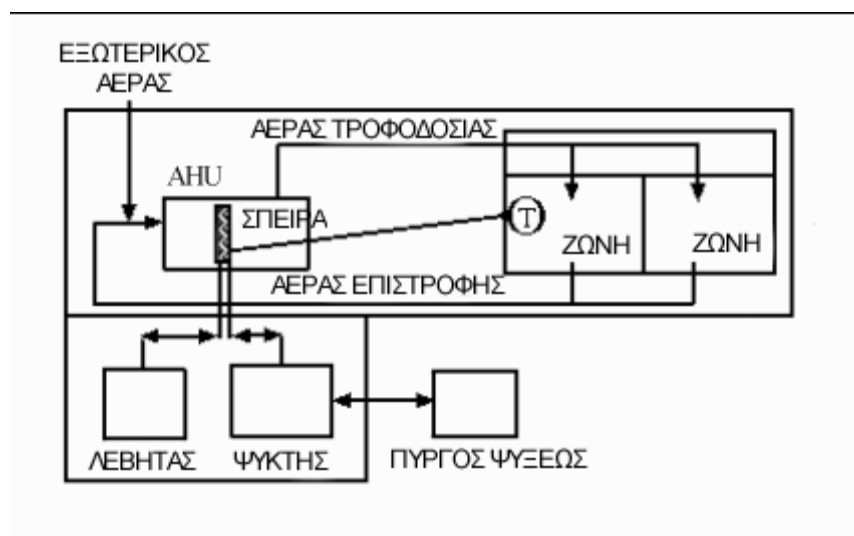 ΕΞΩΤΕΡΙΚΟΣ
ΑΕΡΑΣ
ΑΕΡΑΣ ΤΡΟΦΟΔΟΣΙΑΣ
AHU
ΣΠΕΙΡΑ
T
ΖΩΝΗ
ΖΩΝΗ
ΑΕΡΑΣ ΕΠΙΣΤΡΟΦΗΣ
ΛΕΒΗΤΑΣ
ΨΥΚΤΗΣ
ΠΥΡΓΟΣ ΨΥΞΕΩΣ